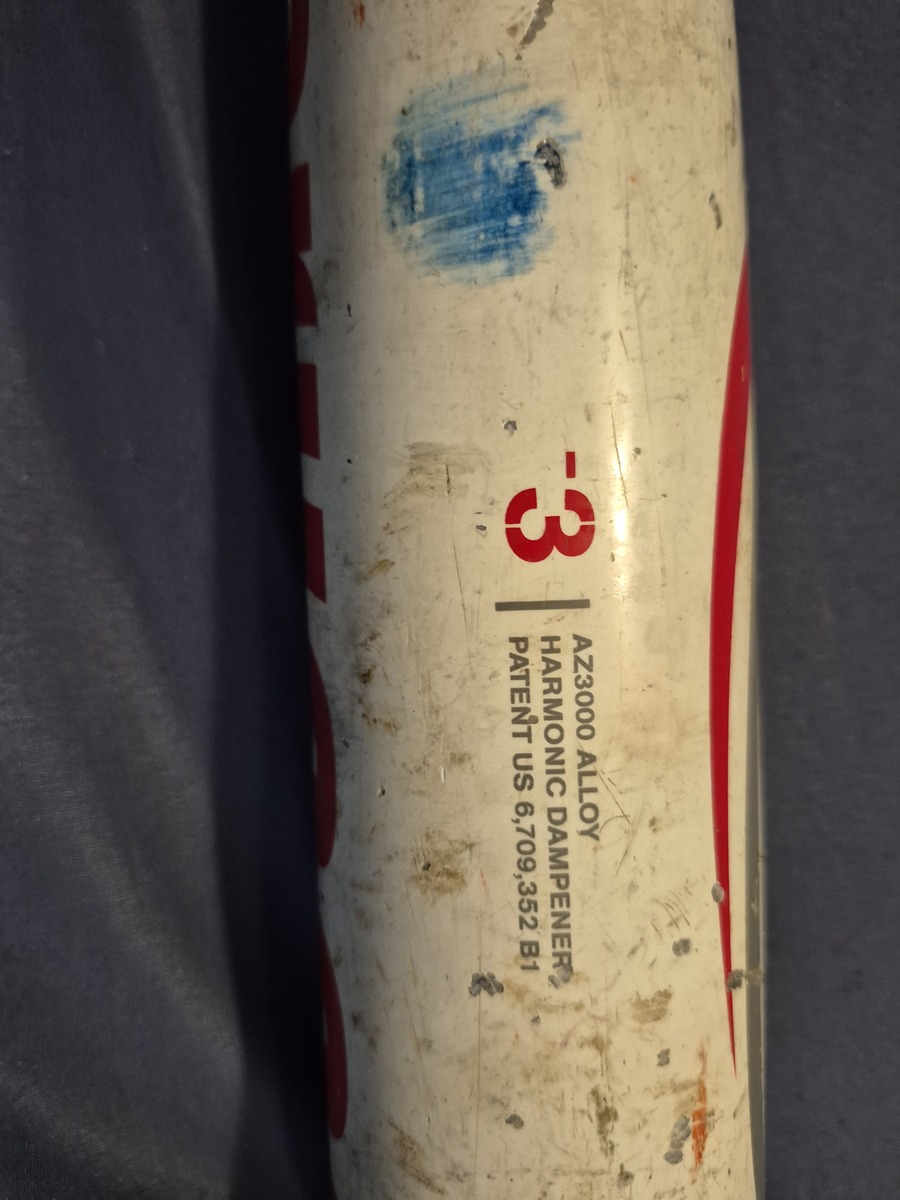 -3
AZ3000 ALLOY
HARMONIC DAMPENER
PATENT US 6,709,352 B1